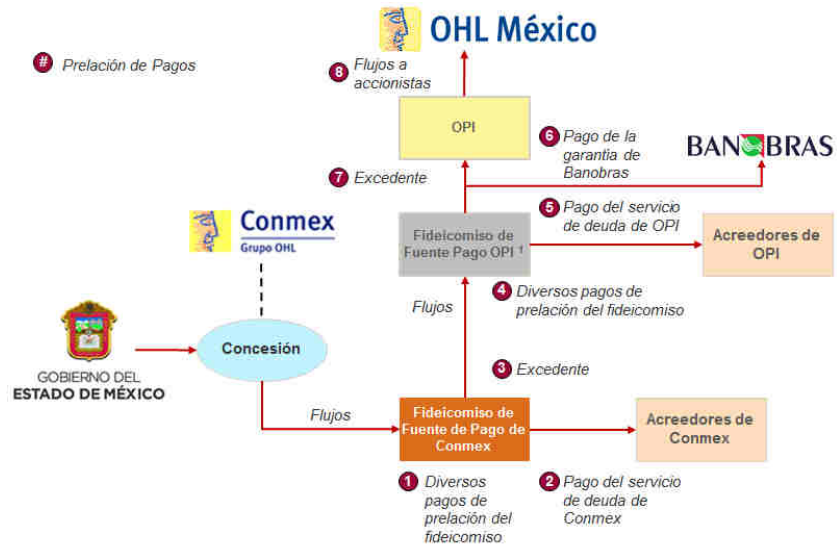 OHL México
# Prelación de Pagos
8 Flujos a
accionistas
OPI
6 Pago de la
garantía de
Banobras
BANOBRAS
7 Excedente
Conmex
Grupo OHL
Fideicomiso de
Fuente Pago OPI 1
5 Pago del servicio
de deuda de OPI
Acreedores de
OPI
Flujos
4 Diversos pagos de
prelación del fideicomiso
GOBIERNO DEL
ESTADO DE MÉXICO
Concesión
3 Excedente
Flujos
Fideicomiso de
Fuente de Pago de
Conmex
Acreedores de
Conmex
1 Diversos
pagos de
prelación del
fideicomiso
2 Pago del servicio
de deuda de
Conmex